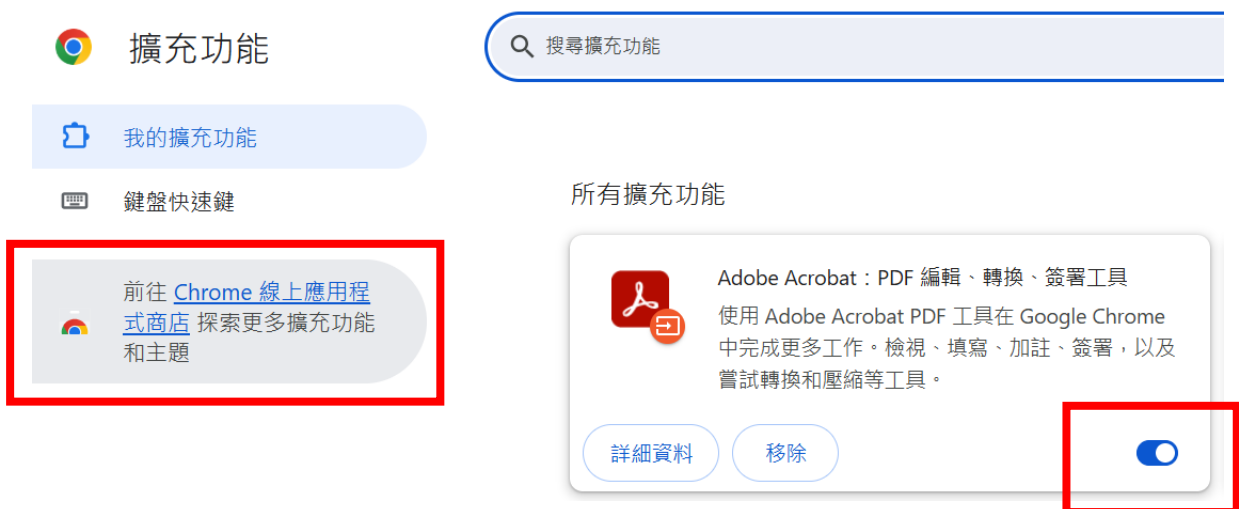 擴充功能
搜尋擴充功能
我的擴充功能
鍵盤快速鍵
前往 Chrome 線上應用程
式商店 探索更多擴充功能
和主題
所有擴充功能
Adobe Acrobat：PDF 編輯、轉換、簽署工具
使用 Adobe Acrobat PDF 工具在 Google Chrome
中完成更多工作。檢視、填寫、加註、簽署，以及
嘗試轉換和壓縮等工具。
詳細資料
移除